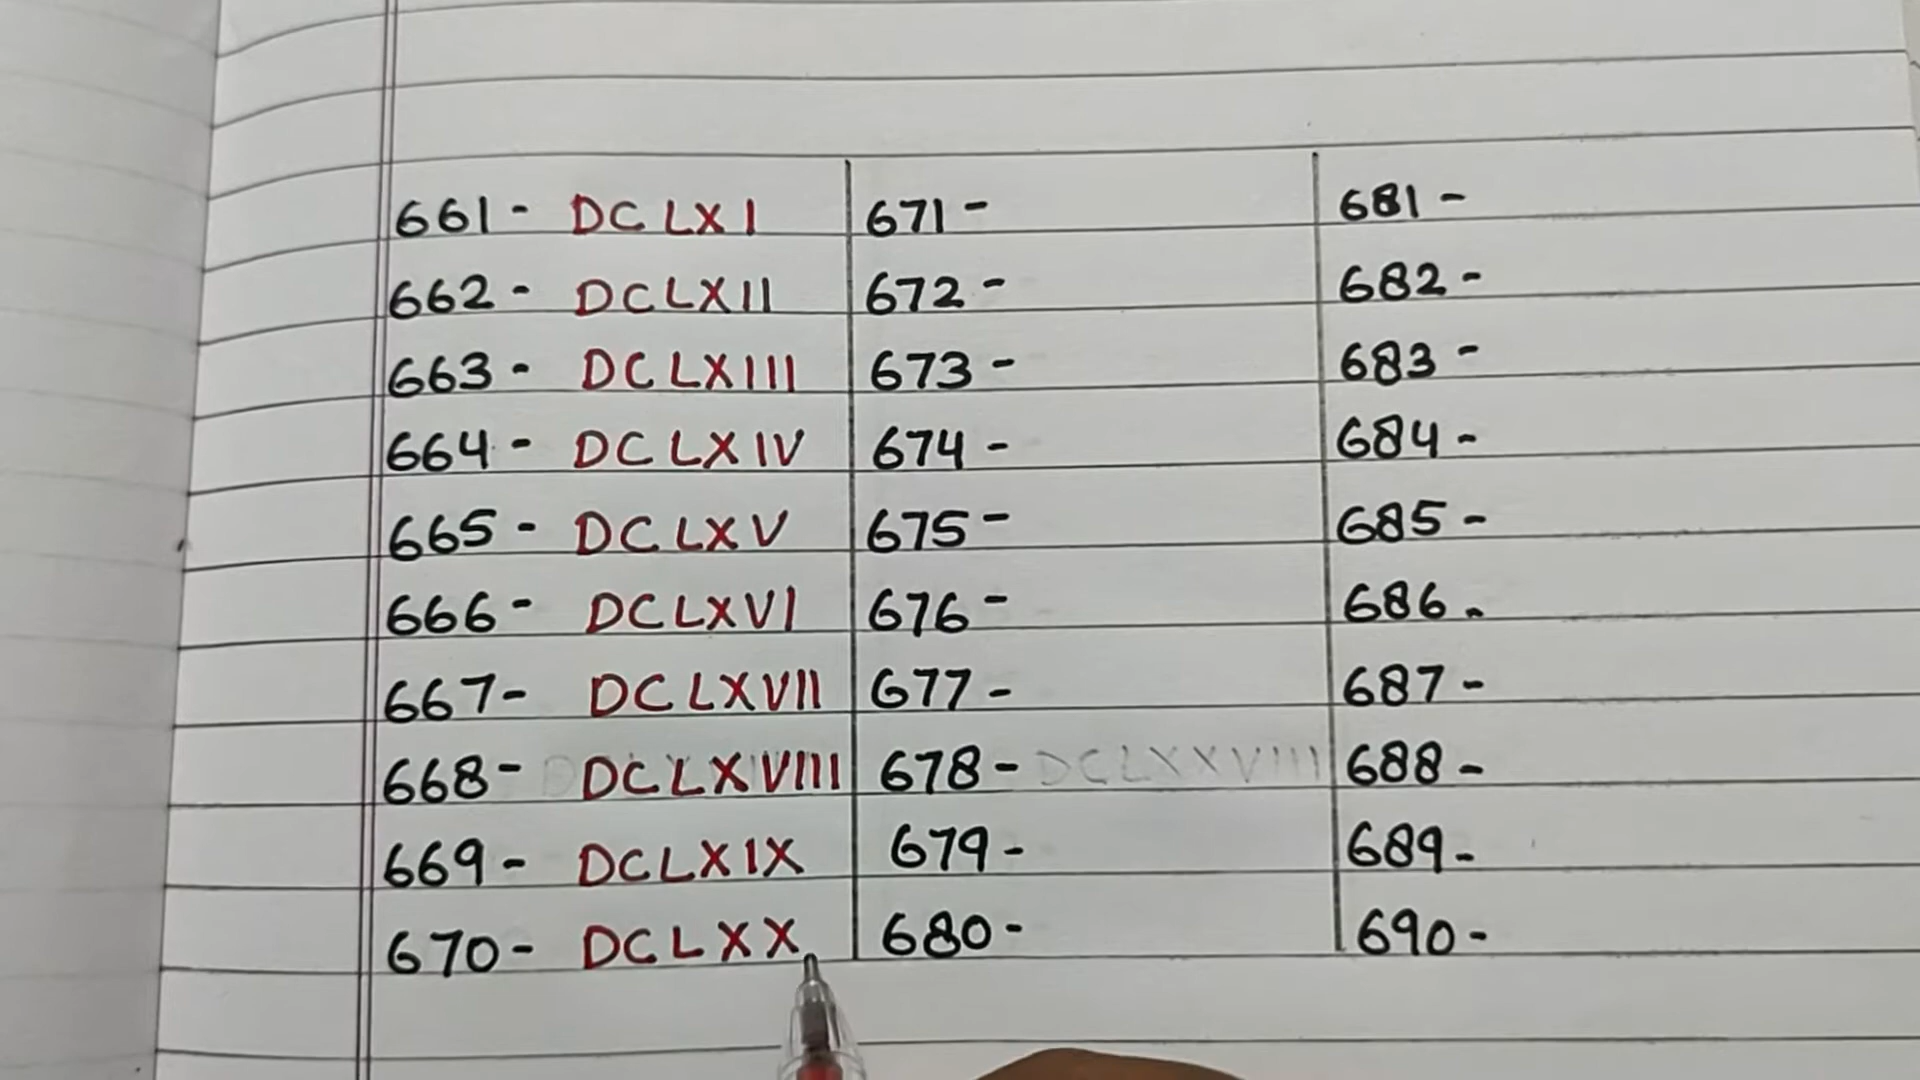 661 - DCLXI
662 - DCLXII
663 - DCLXIII
664 - DCLXIV
665 - DCLXV
666 - DCLXVI
667 - DCLXVII
668 - DCLXVIII
669 - DCLXIX
670 - DCLXX
671 -
672 -
673 -
674 -
675 -
676 -
677 -
678 - DCLXXVIII
679 -
680 -
681 -
682 -
683 -
684 -
685 -
686 -
687 -
688 -
689 -
690 -